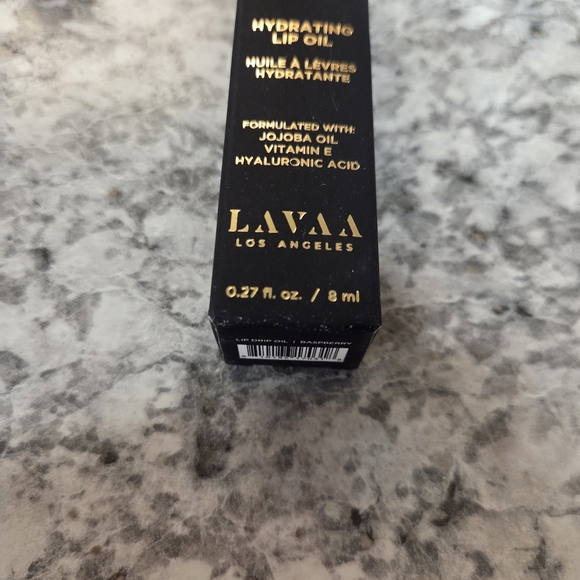 HYDRATING
LIP OIL
HUILE À LÈVRES
HYDRATANTE
FORMULATED WITH:
JOJOBA OIL
VITAMIN E
HYALURONIC ACID
LAVAA
LOS ANGELES
0.27 fl. oz. / 8 ml
LIP DRIP OIL | RASPBERRY